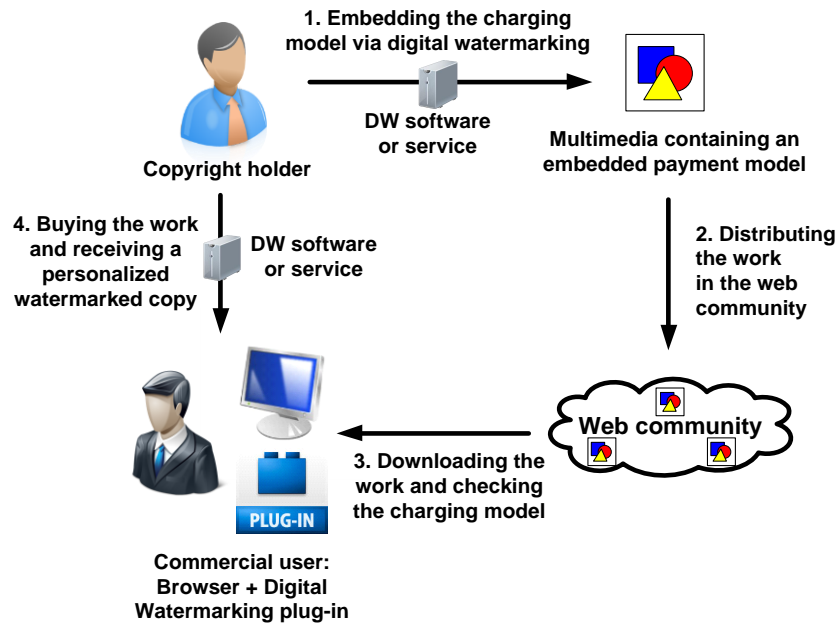 1. Embedding the charging
model via digital watermarking
DW software
or service
Copyright holder
Multimedia containing an
embedded payment model
4. Buying the work
and receiving a
personalized
watermarked copy
DW software
or service
2. Distributing
the work
in the web
community
Web community
3. Downloading the
work and checking
the charging model
PLUG-IN
Commercial user:
Browser + Digital
Watermarking plug-in